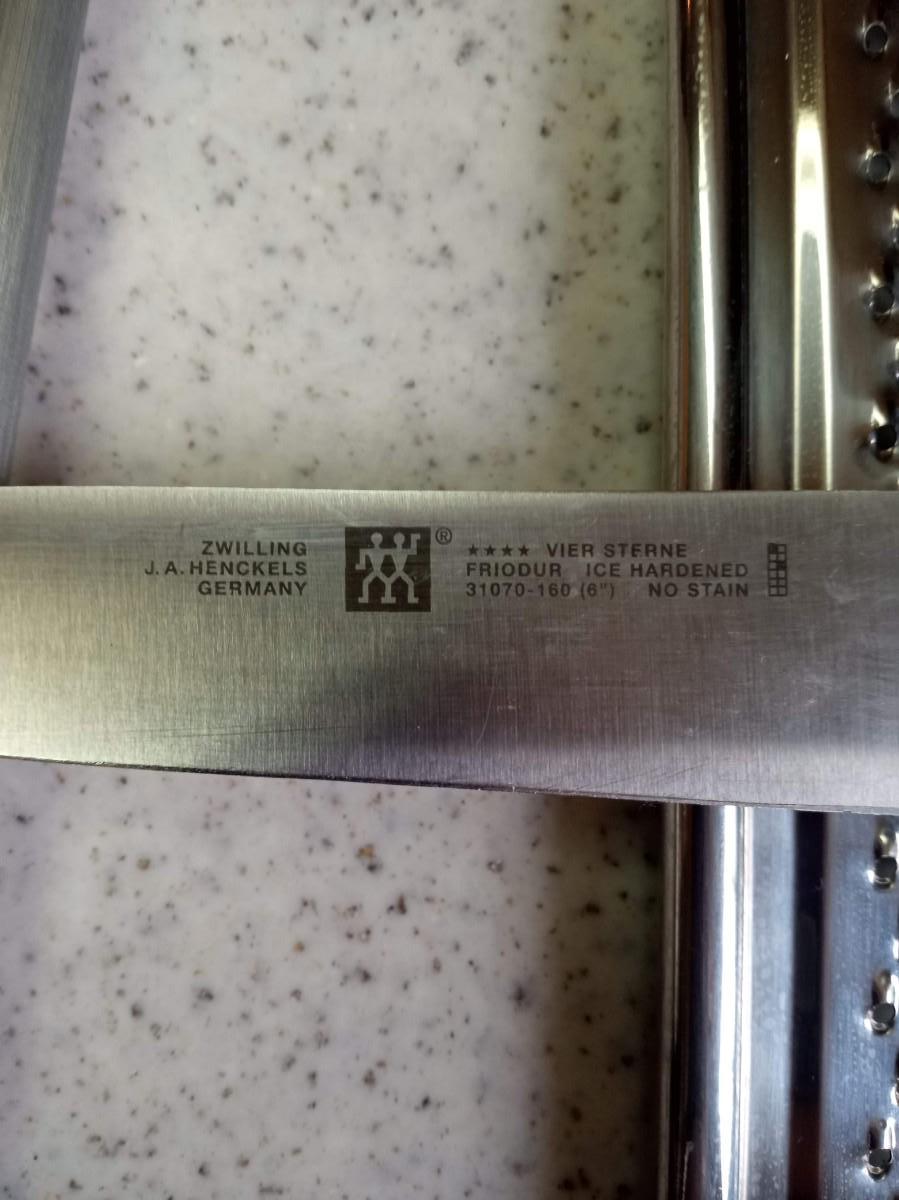 ZWILLING
J.A. HENCKELS
GERMANY
®
★★★★ VIER STERNE
FRIODUR ICE HARDENED
31070-160 (6") NO STAIN